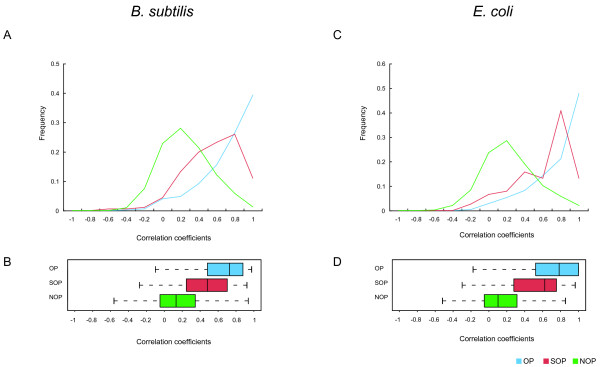 B. subtilis
E. coli
A
C
Frequency
0.5
0.4
0.3
0.2
0.1
0
-1 -0.8 -0.6 -0.4 -0.2 0 0.2 0.4 0.6 0.8 1
Correlation coefficients
Frequency
0.6
0.5
0.4
0.3
0.2
0.1
0
-1 -0.8 -0.6 -0.4 -0.2 0 0.2 0.4 0.6 0.8 1
Correlation coefficients
B
OP
SOP
NOP
-1 -0.8 -0.6 -0.4 -0.2 0 0.2 0.4 0.6 0.8 1
Correlation coefficients
D
OP
SOP
NOP
-1 -0.8 -0.6 -0.4 -0.2 0 0.2 0.4 0.6 0.8 1
Correlation coefficients
OP SOP NOP